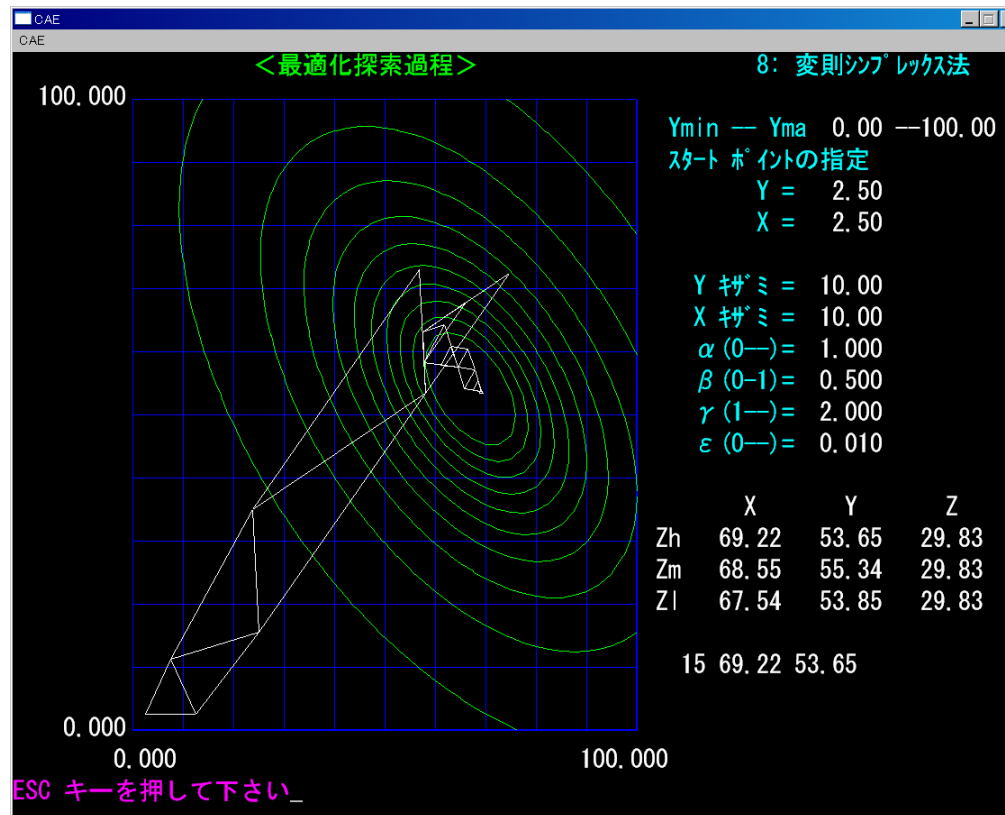 CAE
CAE
<最適化探索過程>
8: 変則シンプレックス法
100.000
Ymin −− Yma 0.00 −−100.00
スタート ポイントの指定
Y = 2.50
X = 2.50
Y キザミ = 10.00
X キザミ = 10.00
α(0−−)= 1.000
β(0−1)= 0.500
γ(1−−)= 2.000
ε(0−−)= 0.010
X Y Z
Zh 69.22 53.65 29.83
Zm 68.55 55.34 29.83
Zl 67.54 53.85 29.83
15 69.22 53.65
0.000
0.000 100.000
ESC キーを押して下さい_